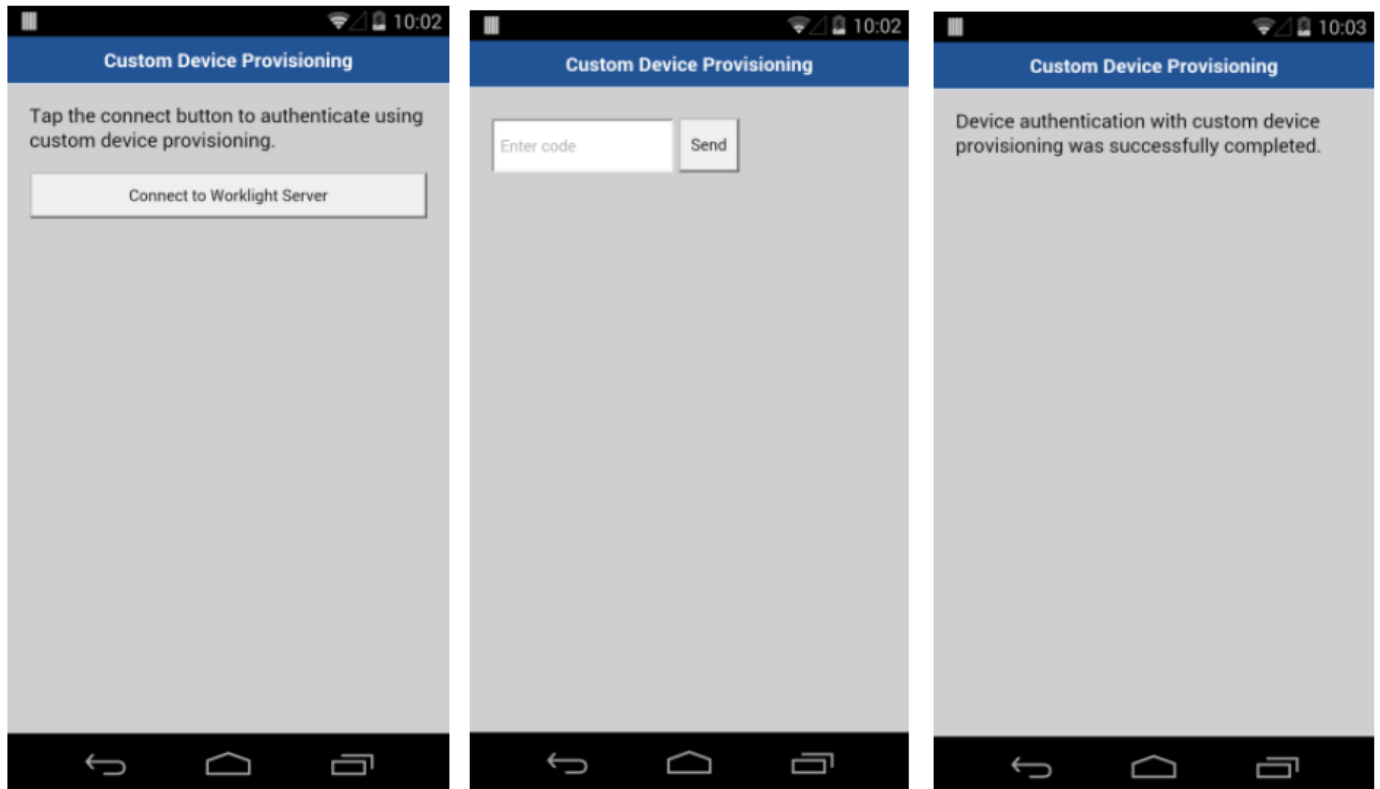 10:02
Custom Device Provisioning
Tap the connect button to authenticate using
custom device provisioning.
Connect to Worklight Server
10:02
Custom Device Provisioning
Enter code
Send
10:03
Custom Device Provisioning
Device authentication with custom device
provisioning was successfully completed.